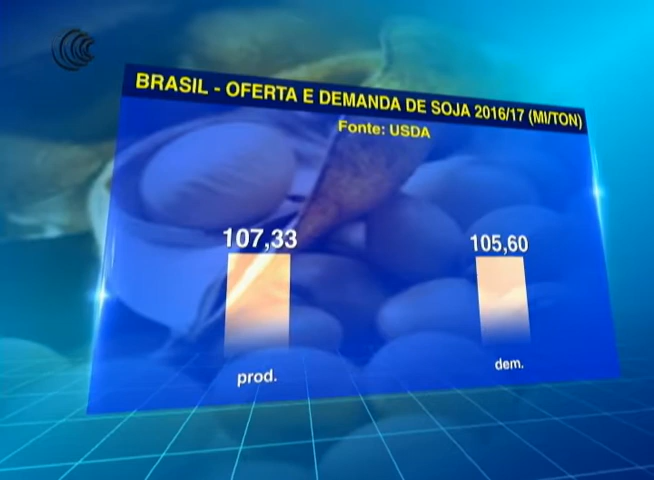 BRASIL - OFERTA E DEMANDA DE SOJA 2016/17 (MI/TON)
Fonte: USDA
107,33
105,60
prod.
dem.